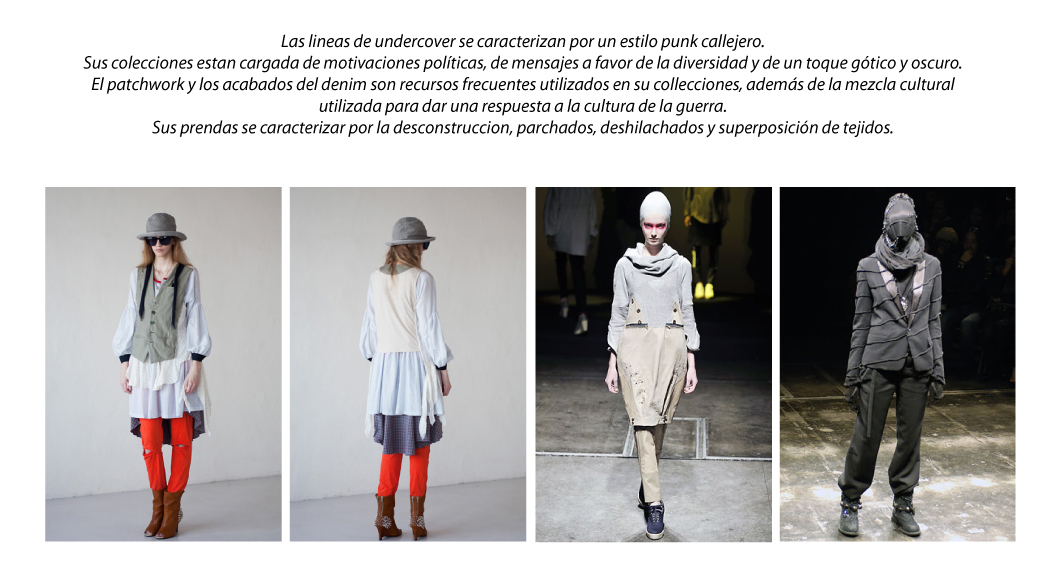 Las lineas de undercover se caracterizan por un estilo punk callejero.
Sus colecciones estan cargada de motivaciones políticas, de mensajes a favor de la diversidad y de un toque gótico y oscuro.
El patchwork y los acabados del denim son recursos frecuentes utilizados en su collecciones, además de la mezcla cultural
utilizada para dar una respuesta a la cultura de la guerra.
Sus prendas se caracterizar por la desconstruccion, parchados, deshilachados y superposición de tejidos.